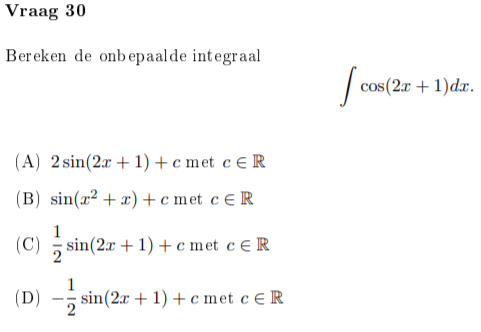 Vraag 30
Bereken de onbepaalde integraal
∫ cos(2x + 1)dx.
(A) 2 sin(2x + 1) + c met c ∈ ℝ
(B) sin(x² + x) + c met c ∈ ℝ
(C) 1/2 sin(2x + 1) + c met c ∈ ℝ
(D) −1/2 sin(2x + 1) + c met c ∈ ℝ